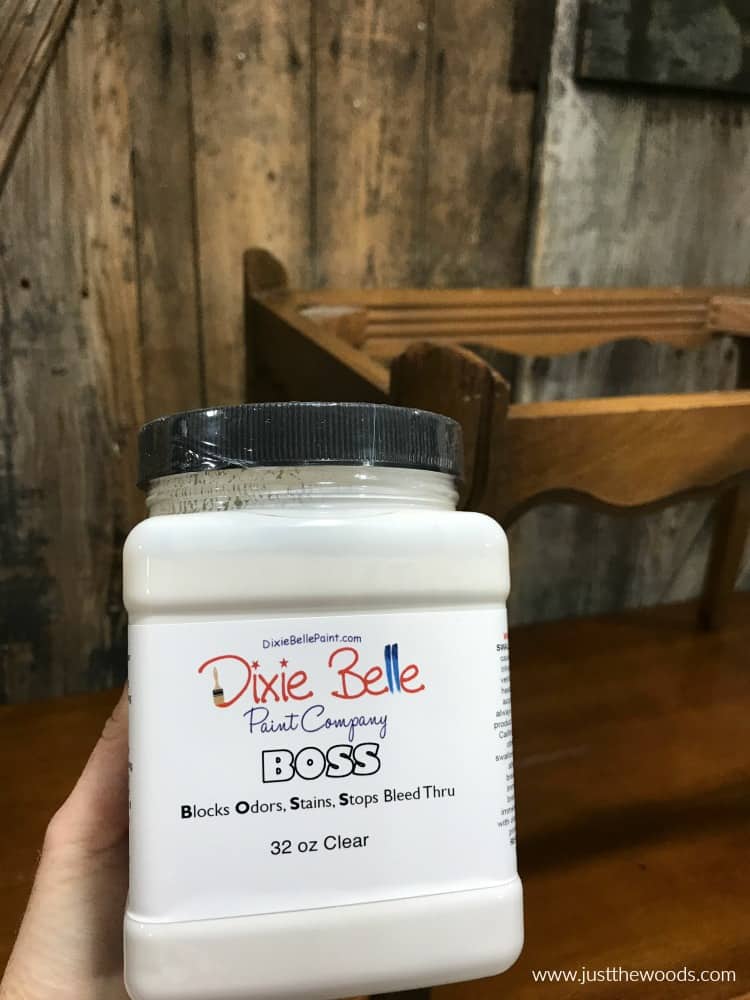 DixieBellePaint.com
Dixie Belle
Paint Company
BOSS
Blocks Odors, Stains, Stops Bleed Thru
32 oz Clear
www.justthewoods.com